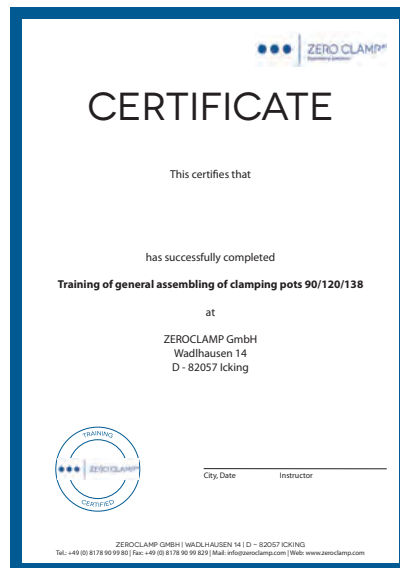 ZERO CLAMP
CERTIFICATE
This certifies that
has successfully completed
Training of general assembling of clamping pots 90/120/138
at
ZEROCLAMP GmbH
Wadlhausen 14
D - 82057 Icking
TRAINING
ZERO CLAMP
CERTIFIED
City, Date Instructor
ZEROCLAMP GMBH | WADLHAUSEN 14 | D – 82057 ICKING
Tel.: +49 (0) 8178 90 99 80 | Fax: +49 (0) 8178 90 99 829 | Mail: info@zeroclamp.com | Web: www.zeroclamp.com